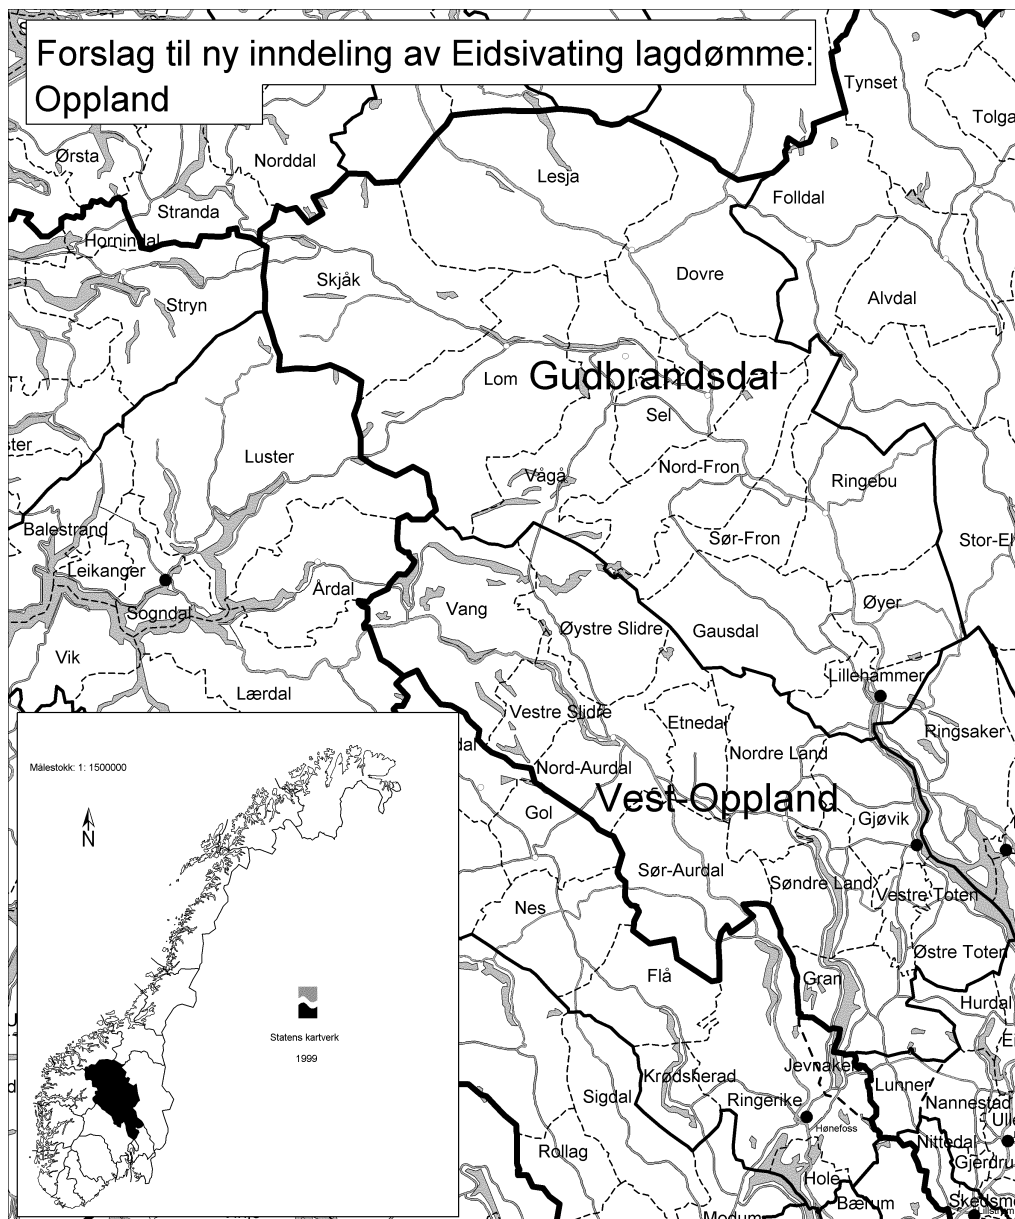 Forslag til ny inndeling av Eidsivating lagdømme:
Oppland
Tynset
Tolga
Ørsta
Norddal
Lesja
Folldal
Stranda
Hornindal
Dovre
Skjåk
Alvdal
Stryn
Gudbrandsdal
Lom
Sel
Luster
Nord-Fron
Vågå
Ringebu
Balestrand
Sør-Fron
Leikanger
Årdal
Sogndal
Vang
Øyer
Øystre Slidre
Gausdal
Vik
Lillehammer
Lærdal
Vestre Slidre
Etnedal
Ringsaker
Nordre Land
Målestokk: 1: 1500000
Nord-Aurdal
Vest-Oppland
Gol
Gjøvik
N
Sør-Aurdal
Søndre Land
Vestre Toten
Nes
Østre Toten
Flå
Gran
Hurdal
Statens kartverk
1999
Jevnaker
Krødsherad
Lunner
Sigdal
Ringerike
Nannestad
Hønefoss
Nittedal
Rollag
Gjerdru
Hole
Bærum
Modum